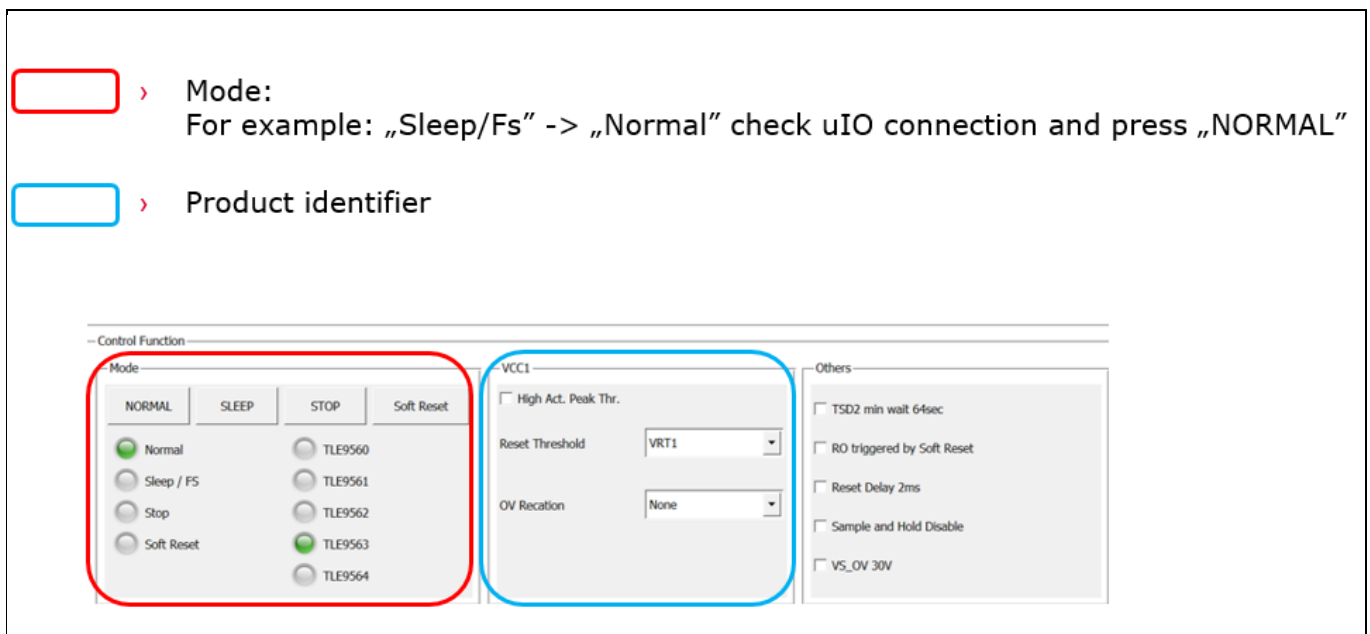 › Mode:
For example: „Sleep/Fs” -> „Normal” check uIO connection and press „NORMAL”
› Product identifier
Control Function
Mode
NORMAL SLEEP STOP Soft Reset
Normal TLE9560
Sleep / FS TLE9561
Stop TLE9562
Soft Reset TLE9563
TLE9564
VCC1
High Act. Peak Thr.
Reset Threshold VRT1
OV Recation None
Others
TSD2 min wait 64sec
RO triggered by Soft Reset
Reset Delay 2ms
Sample and Hold Disable
VS_OV 30V